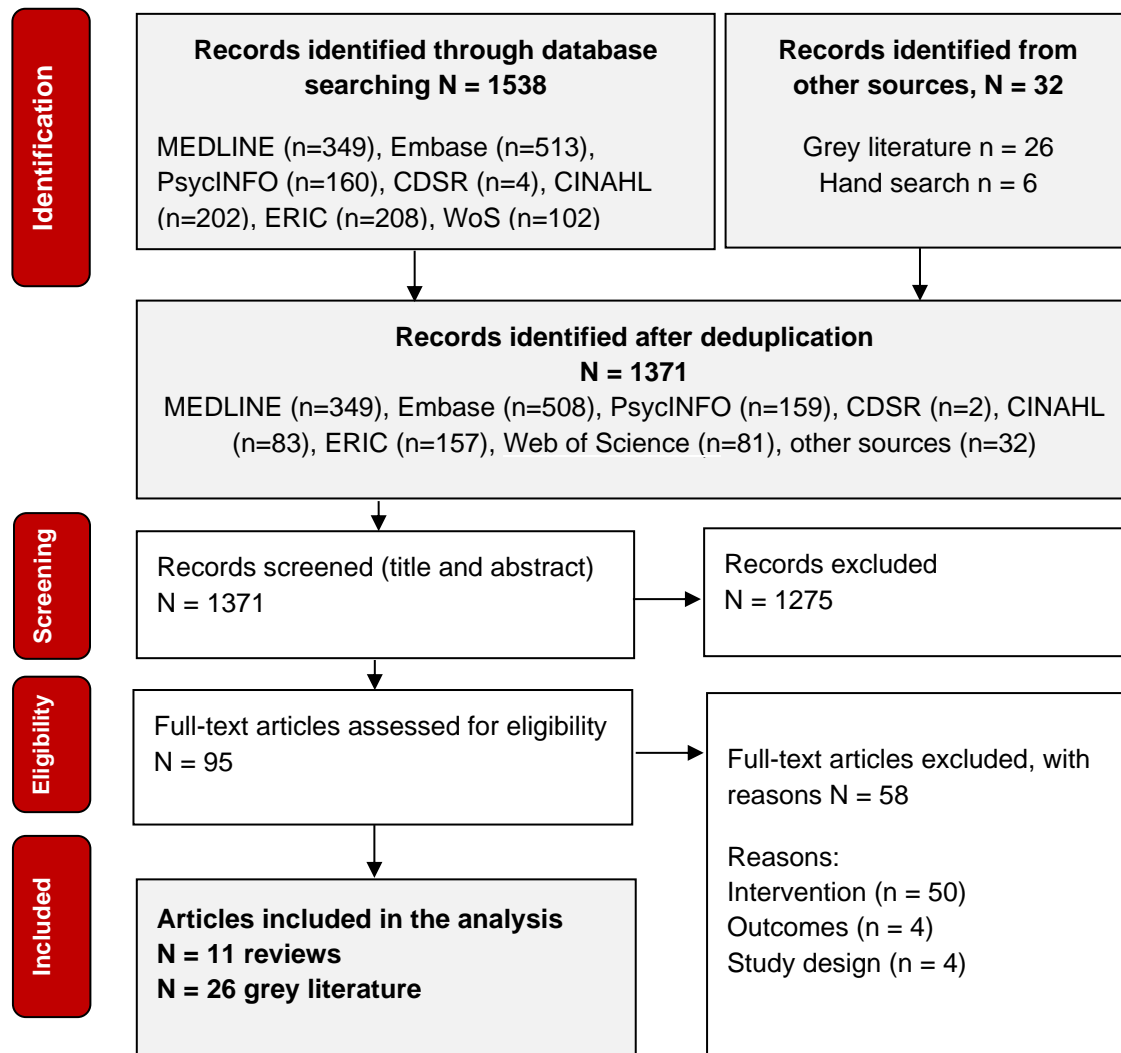 Identification
Records identified through database
searching N = 1538
MEDLINE (n=349), Embase (n=513),
PsycINFO (n=160), CDSR (n=4), CINAHL
(n=202), ERIC (n=208), WoS (n=102)
Records identified from
other sources, N = 32
Grey literature n = 26
Hand search n = 6
Records identified after deduplication
N = 1371
MEDLINE (n=349), Embase (n=508), PsycINFO (n=159), CDSR (n=2), CINAHL
(n=83), ERIC (n=157), Web of Science (n=81), other sources (n=32)
Screening
Records screened (title and abstract)
N = 1371
Records excluded
N = 1275
Eligibility
Full-text articles assessed for eligibility
N = 95
Full-text articles excluded, with
reasons N = 58
Reasons:
Intervention (n = 50)
Outcomes (n = 4)
Study design (n = 4)
Included
Articles included in the analysis
N = 11 reviews
N = 26 grey literature